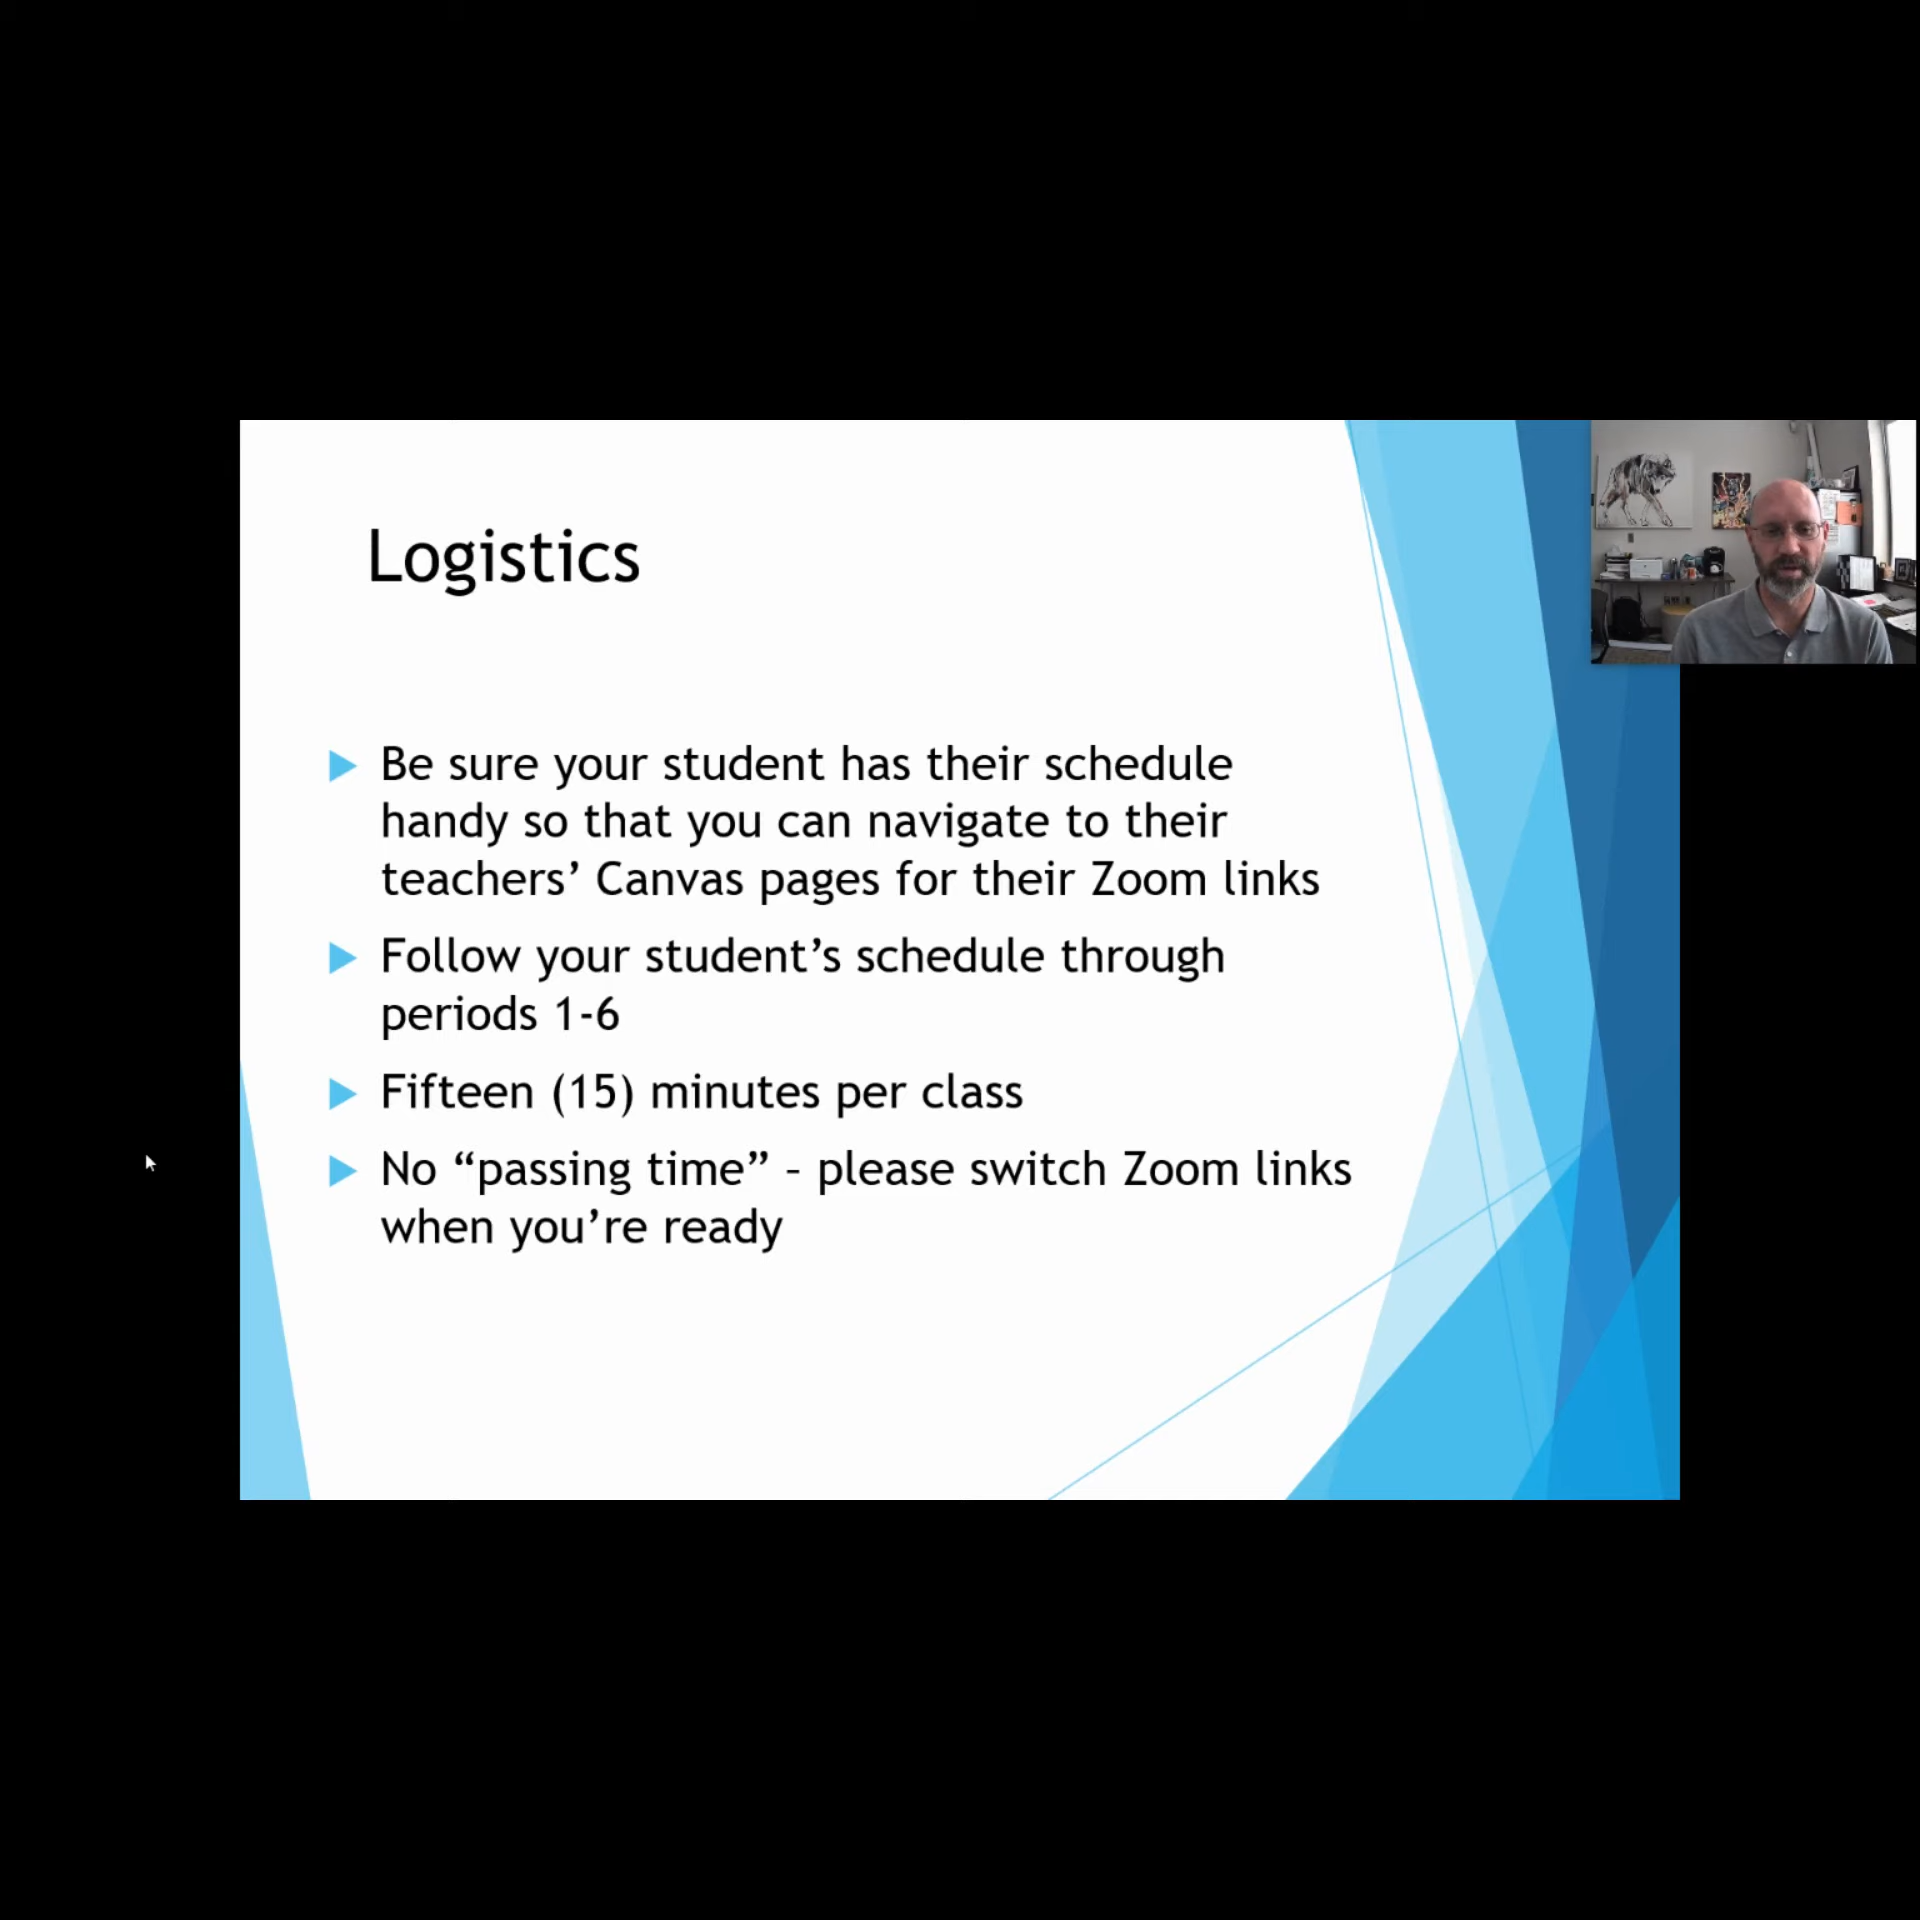 Logistics
Be sure your student has their schedule
handy so that you can navigate to their
teachers’ Canvas pages for their Zoom links
Follow your student’s schedule through
periods 1-6
Fifteen (15) minutes per class
No “passing time” – please switch Zoom links
when you’re ready